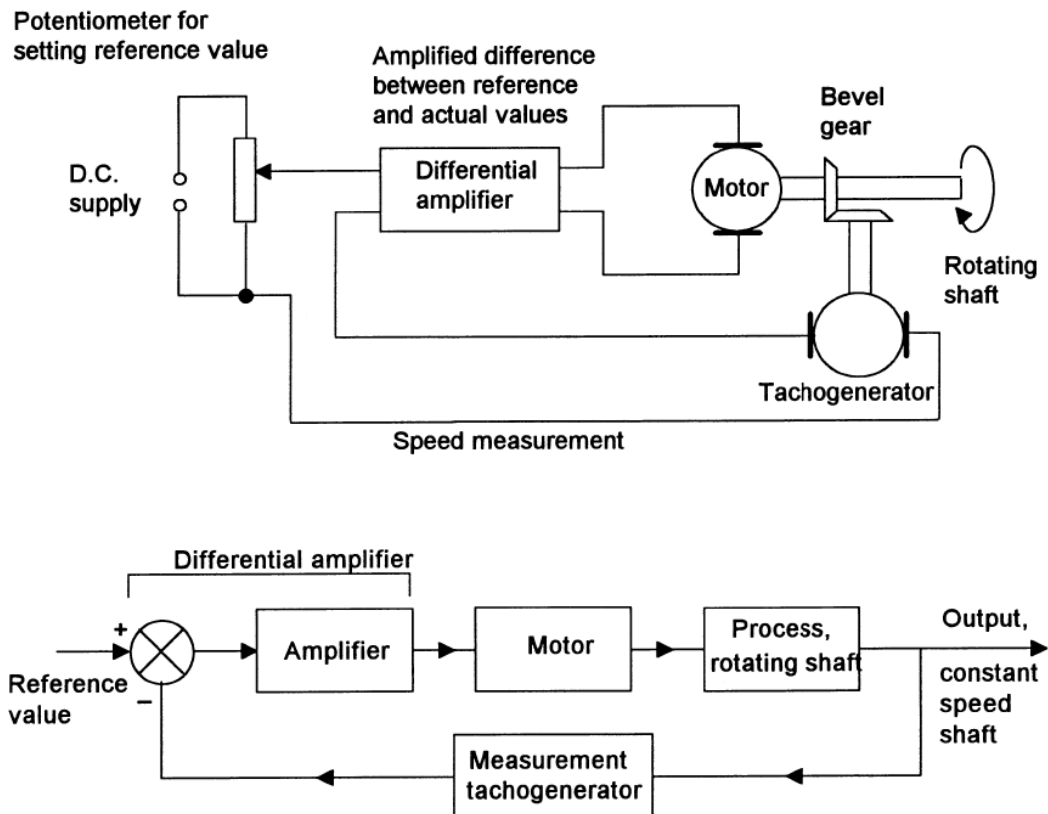 Potentiometer for
setting reference value
Amplified difference
between reference
and actual values
Bevel
gear
D.C.
supply
Differential
amplifier
Motor
Rotating
shaft
Tachogenerator
Speed measurement
Differential amplifier
+
Amplifier
Motor
Process,
rotating shaft
Output,
Reference
value
–
constant
speed
shaft
Measurement
tachogenerator